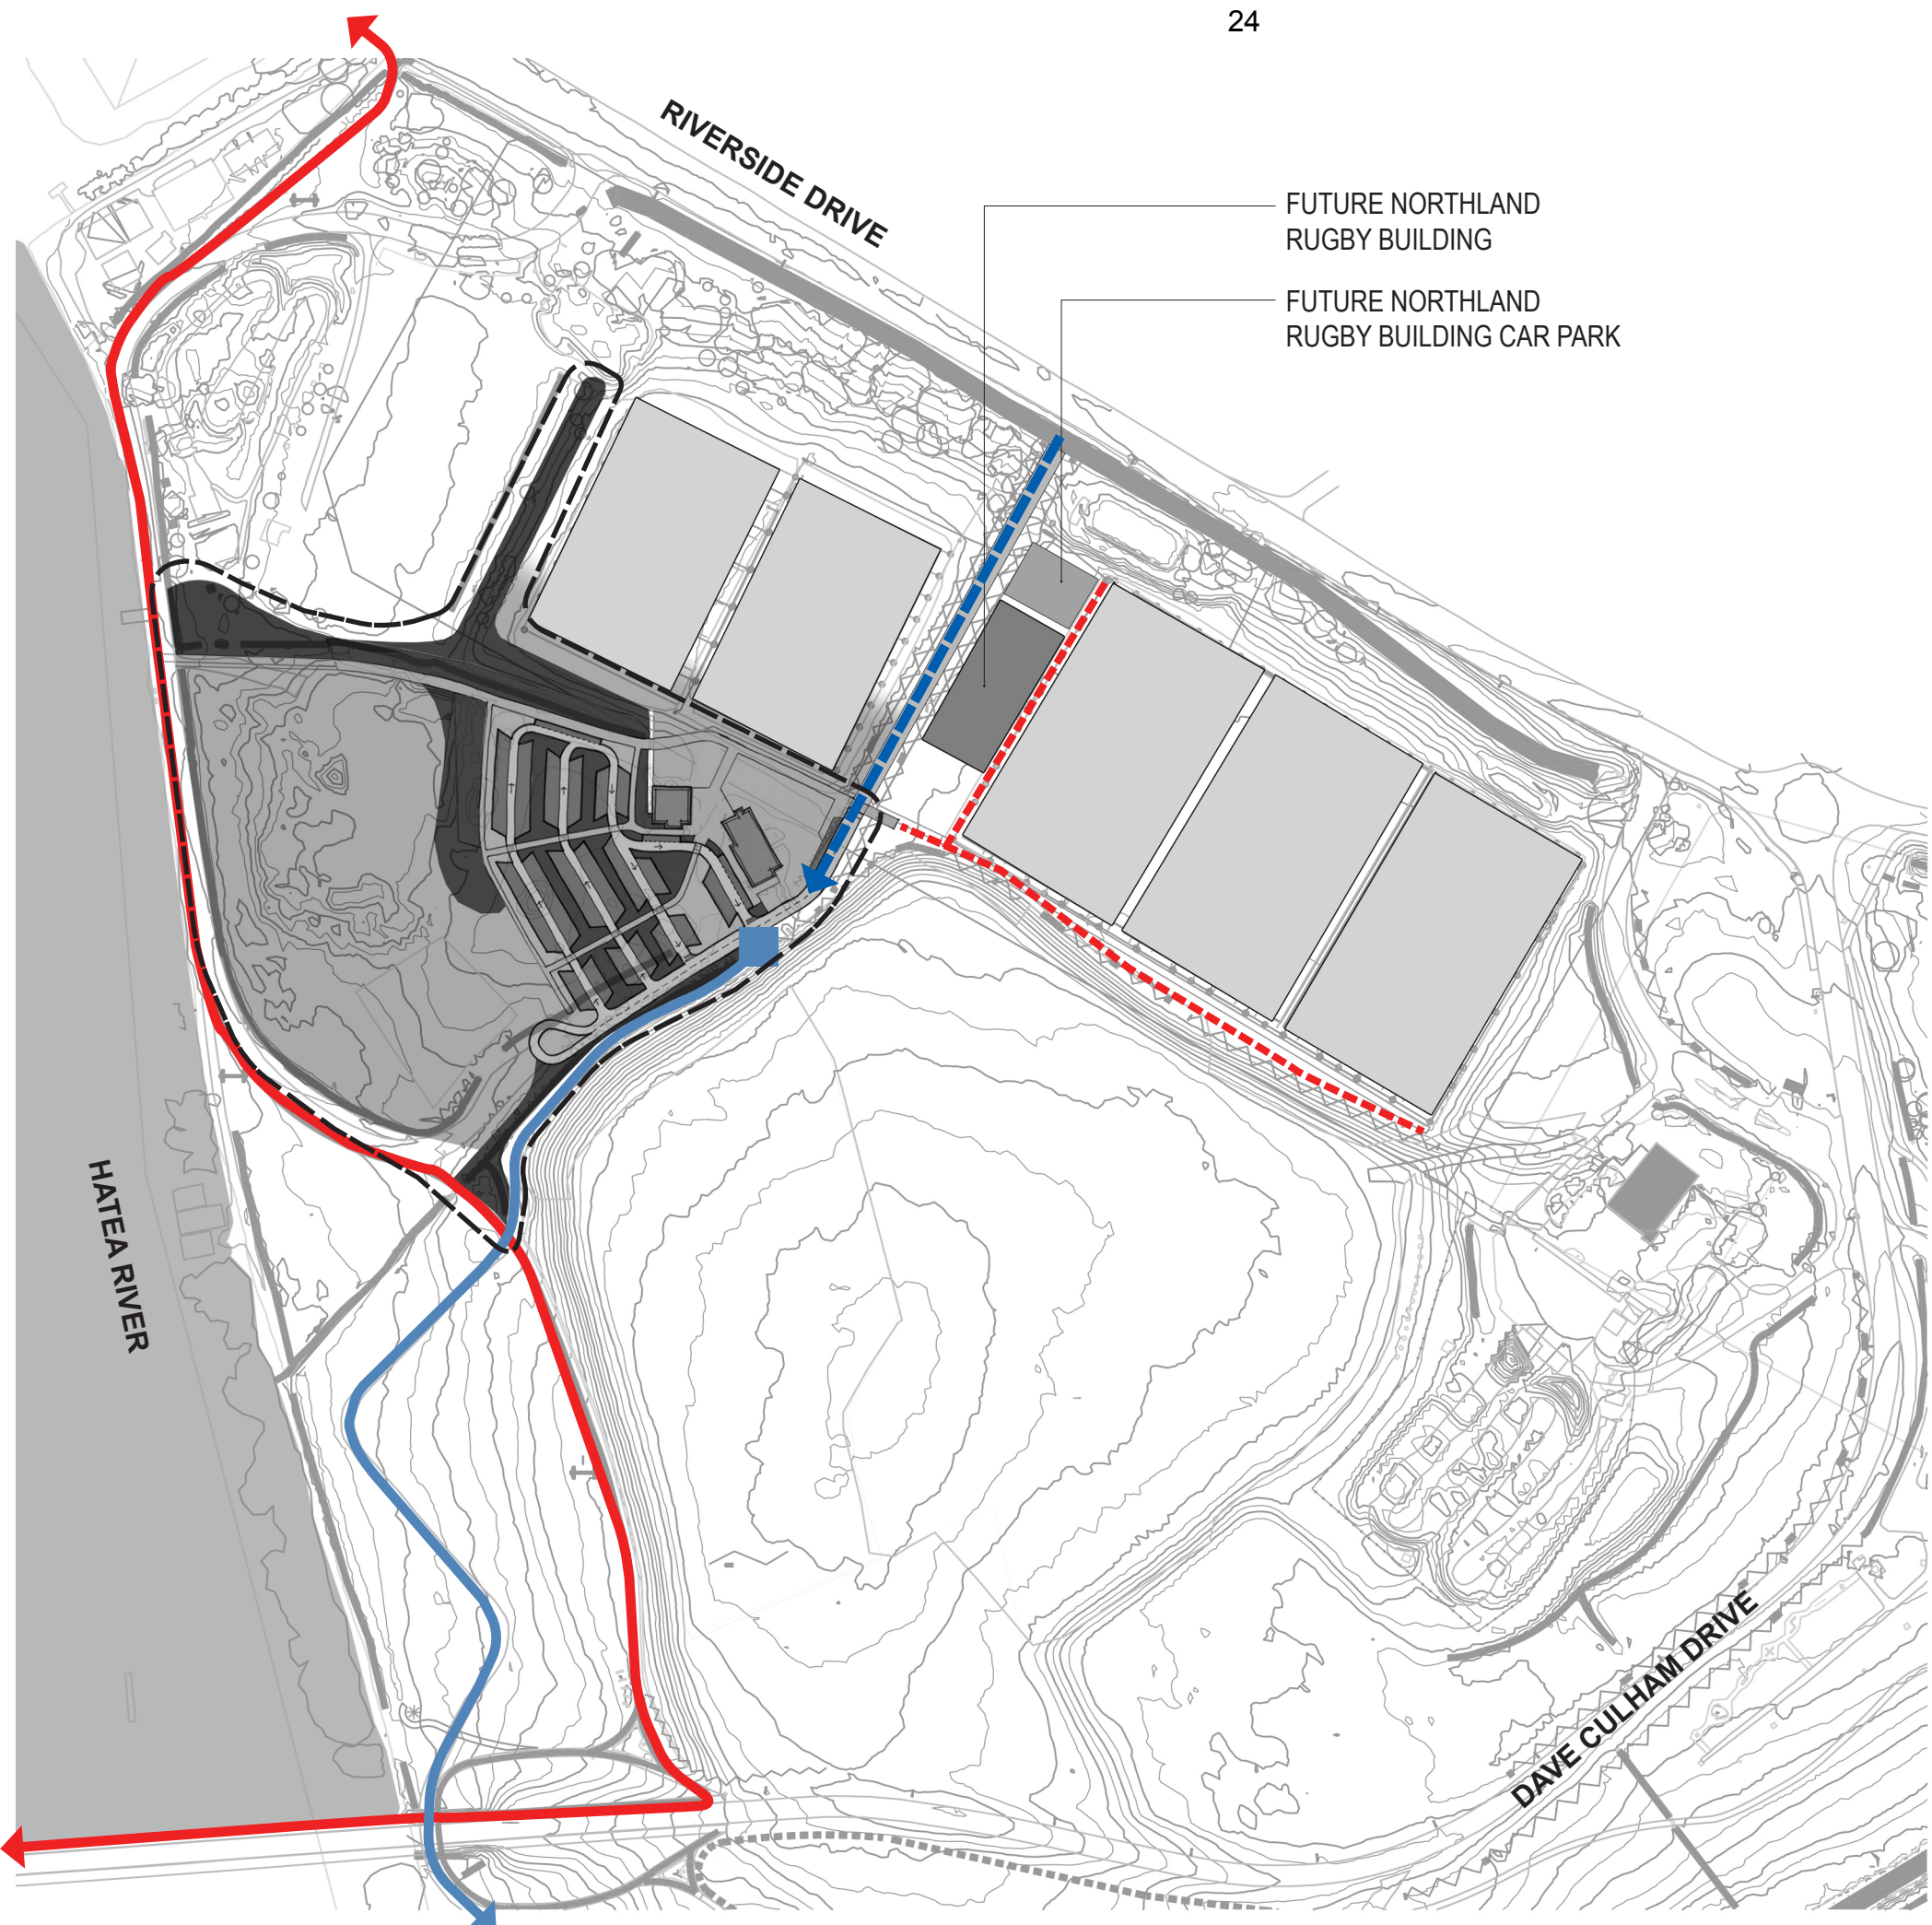 24
RIVERSIDE DRIVE
FUTURE NORTHLAND
RUGBY BUILDING
FUTURE NORTHLAND
RUGBY BUILDING CAR PARK
HATEA RIVER
DAVE CULHAM DRIVE